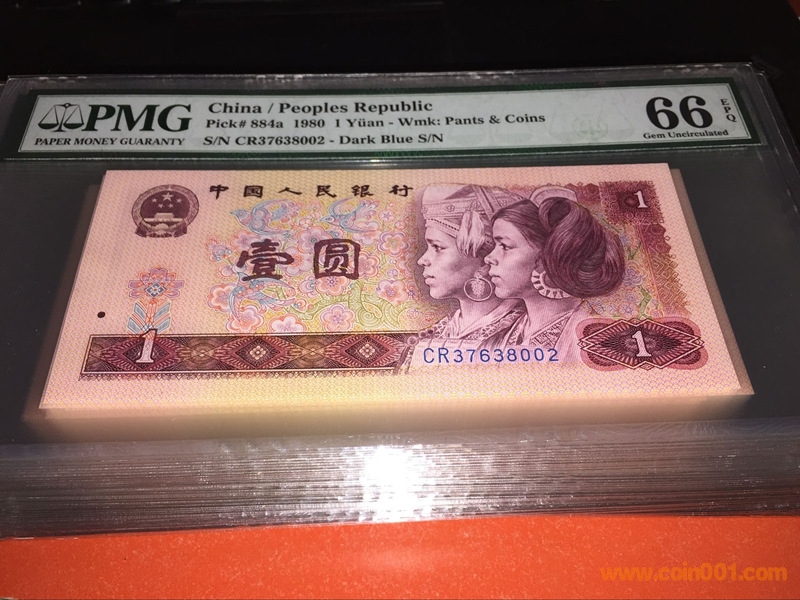 PMG
PAPER MONEY GUARANTY
China / Peoples Republic
Pick# 884a 1980 1 Yüan - Wmk: Pants & Coins
S/N CR37638002 - Dark Blue S/N
66 EPQ
Gem Uncirculated
中国人民银行
1
壹圆
1
CR37638002
1
www.coin001.com